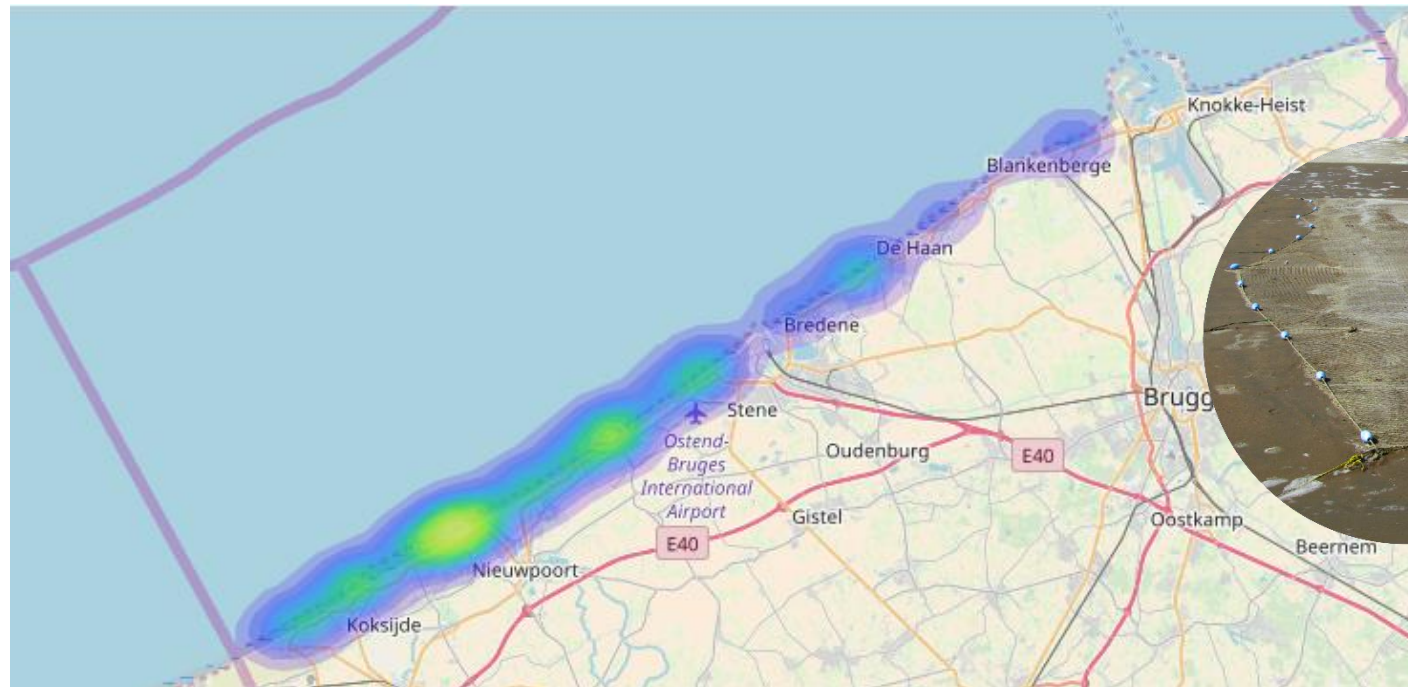 Knokke-Heist
Blankenberge
De Haan
Bredene
Brugg
Stene
Ostend-
Bruges
International
Airport
Oudenburg
E40
Gistel
Oostkamp
E40
Beernem
Nieuwpoort
Koksijde